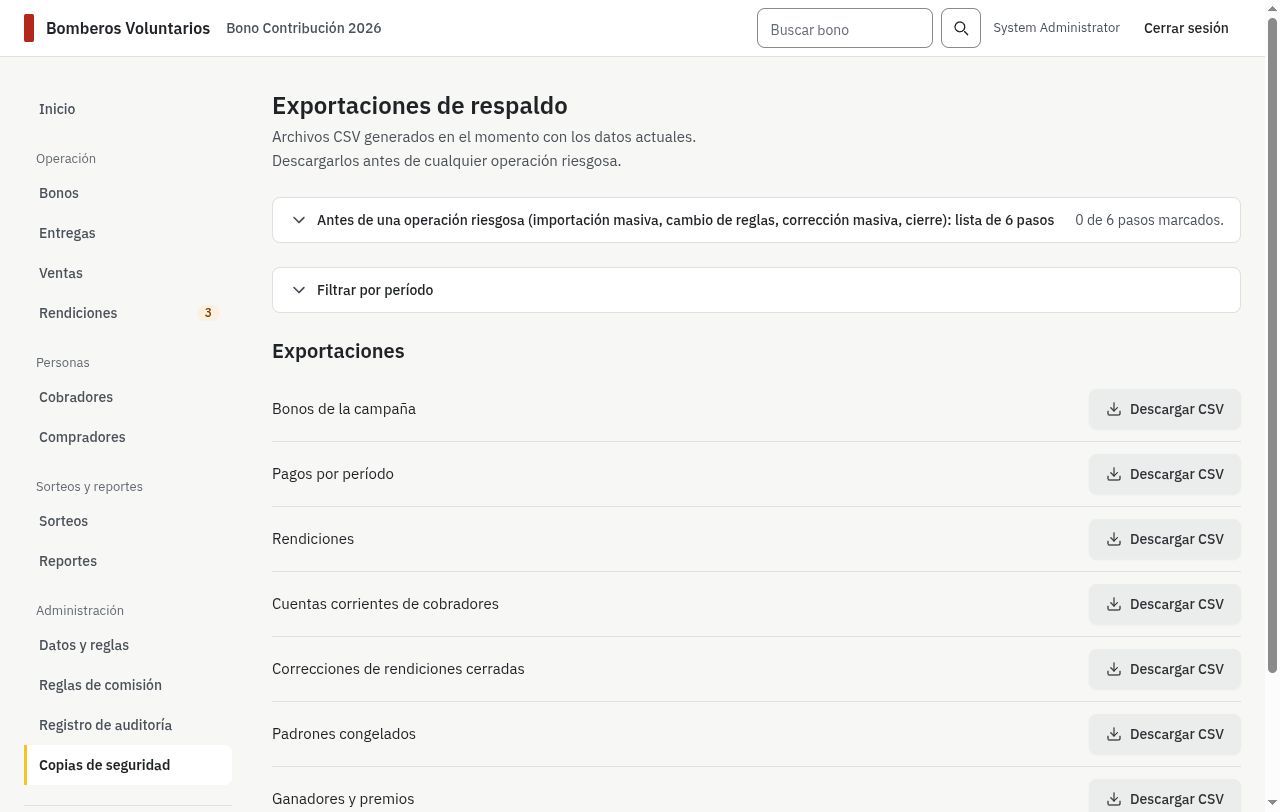 Bomberos Voluntarios
Bono Contribución 2026
Buscar bono
System Administrator
Cerrar sesión
Inicio
Operación
Bonos
Entregas
Ventas
Rendiciones 3
Personas
Cobradores
Compradores
Sorteos y reportes
Sorteos
Reportes
Administración
Datos y reglas
Reglas de comisión
Registro de auditoría
Copias de seguridad
Exportaciones de respaldo
Archivos CSV generados en el momento con los datos actuales.
Descargarlos antes de cualquier operación riesgosa.
Antes de una operación riesgosa (importación masiva, cambio de reglas, corrección masiva, cierre): lista de 6 pasos 0 de 6 pasos marcados.
Filtrar por período
Exportaciones
Bonos de la campaña Descargar CSV
Pagos por período Descargar CSV
Rendiciones Descargar CSV
Cuentas corrientes de cobradores Descargar CSV
Correcciones de rendiciones cerradas Descargar CSV
Padrones congelados Descargar CSV
Ganadores y premios Descargar CSV